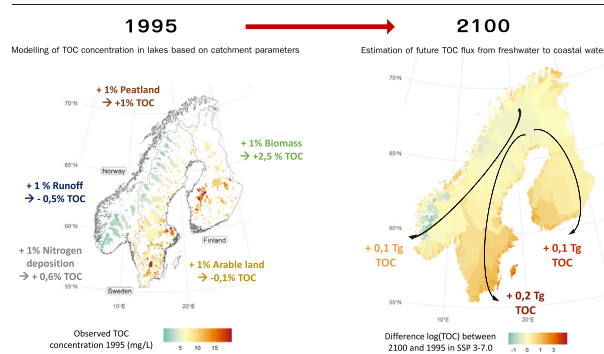 1995
2100
Modelling of TOC concentration in lakes based on catchment parameters
Estimation of future TOC flux from freshwater to coastal water
+ 1% Peatland
→ +1% TOC
70°N
+ 1% Biomass
→ +2,5 % TOC
65°N
Norway
+ 1 % Runoff
→ - 0,5% TOC
60°N
Finland
+ 1% Nitrogen
deposition
→ + 0,6% TOC
+ 1% Arable land
→ -0,1% TOC
55°N
Sweden
10°E
20°E
Observed TOC
concentration 1995 (mg/L)
5 10 15
70°N
65°N
60°N
+ 0,1 Tg
TOC
+ 0,1 Tg
TOC
+ 0,2 Tg
TOC
55°N
10°E
20°E
Difference log(TOC) between
2100 and 1995 in SSP 3-7.0
-1 0 1 2